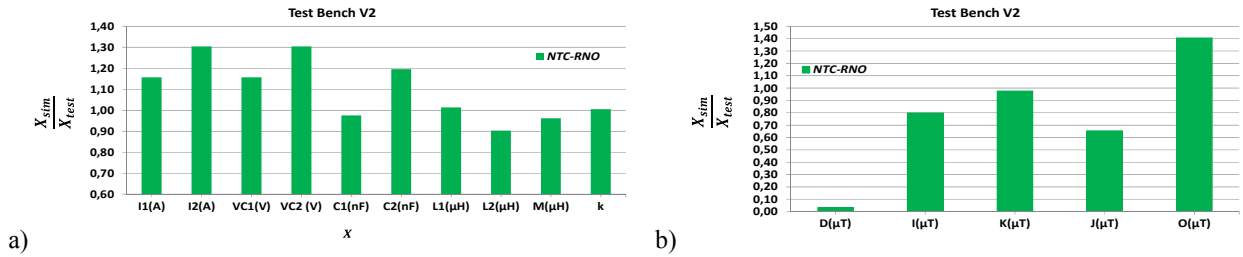 Test Bench V2
1,40
1,30
1,20
1,10
1,00
0,90
0,80
0,70
0,60
X_sim
X_test
NTC-RNO
I1(A) I2(A) VC1(V) VC2 (V) C1(nF) C2(nF) L1(µH) L2(µH) M(µH) k
X
a)
Test Bench V2
1,50
1,40
1,30
1,20
1,10
1,00
0,90
0,80
0,70
0,60
0,50
0,40
0,30
0,20
0,10
0,00
X_sim
X_test
NTC-RNO
D(µT) I(µT) K(µT) J(µT) O(µT)
b)